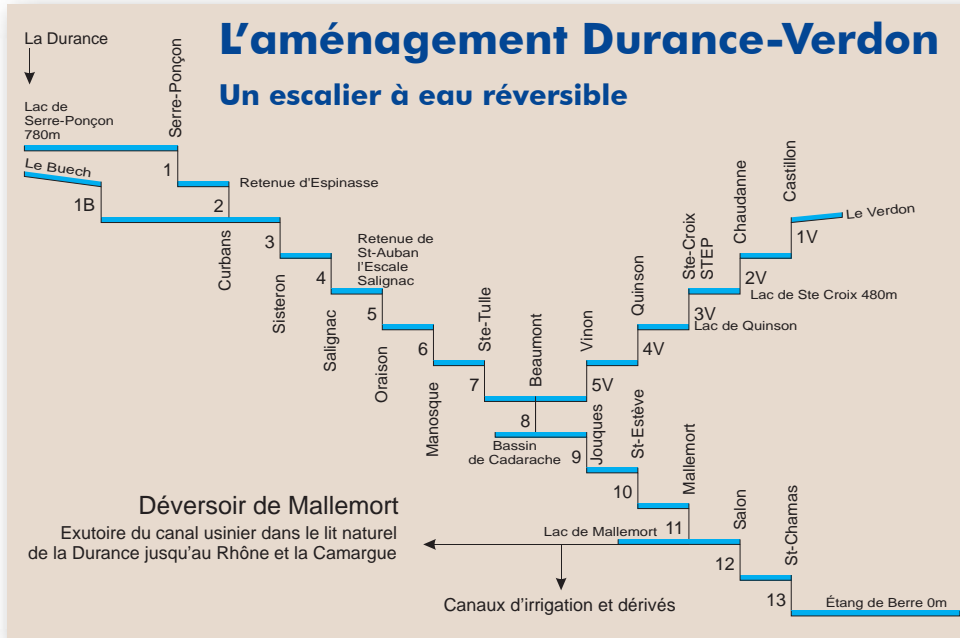 L'aménagement Durance-Verdon
Un escalier à eau réversible
La Durance
Lac de
Serre-Ponçon
780m
Serre-Ponçon
Le Buech
1
Retenue d'Espinasse
1B
2
Curbans
3
Sisteron
Retenue de
St-Auban
l'Escale
Salignac
4
Salignac
5
Oraison
6
Manosque
Ste-Tulle
7
Beaumont
8
Vinon
5V
Quinson
4V
Ste-Croix
STEP
3V
Lac de Quinson
Chaudanne
2V
Lac de Ste Croix 480m
Castillon
1V
Le Verdon
Bassin
de Cadarache
9
Jouques
St-Estève
10
Mallemort
11
Lac de Mallemort
Salon
12
St-Chamas
13
Étang de Berre 0m
Déversoir de Mallemort
Exutoire du canal usinier dans le lit naturel
de la Durance jusqu'au Rhône et la Camargue
Canaux d'irrigation et dérivés